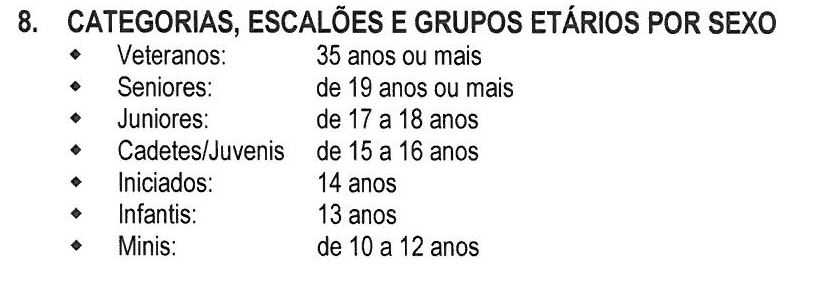 8. CATEGORIAS, ESCALÕES E GRUPOS ETÁRIOS POR SEXO
◆ Veteranos: 35 anos ou mais
◆ Seniores: de 19 anos ou mais
◆ Juniores: de 17 a 18 anos
◆ Cadetes/Juvenis de 15 a 16 anos
◆ Iniciados: 14 anos
◆ Infantis: 13 anos
◆ Minis: de 10 a 12 anos